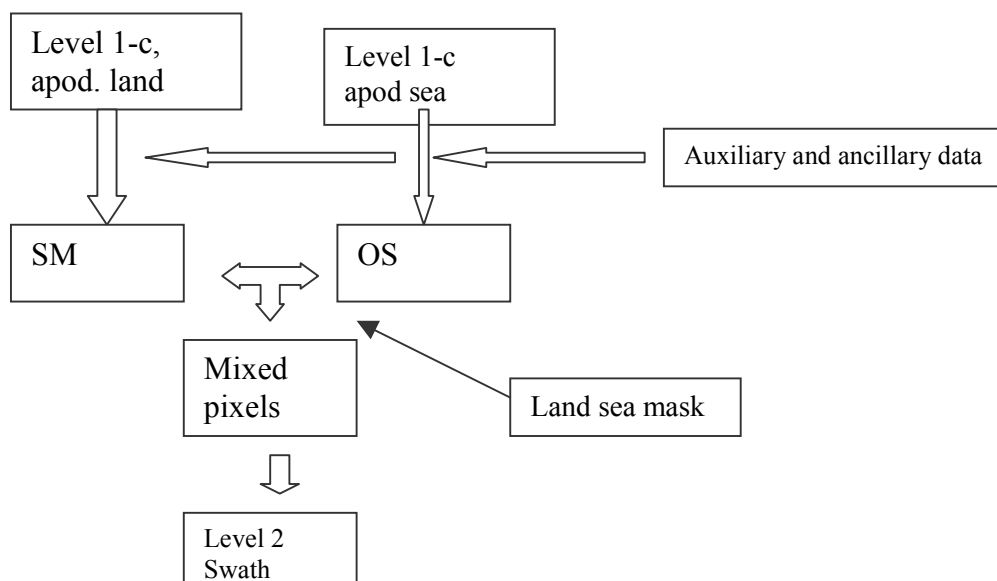 Level 1-c,
apod. land
Level 1-c
apod sea
Auxiliary and ancillary data
SM
OS
Mixed
pixels
Land sea mask
Level 2
Swath